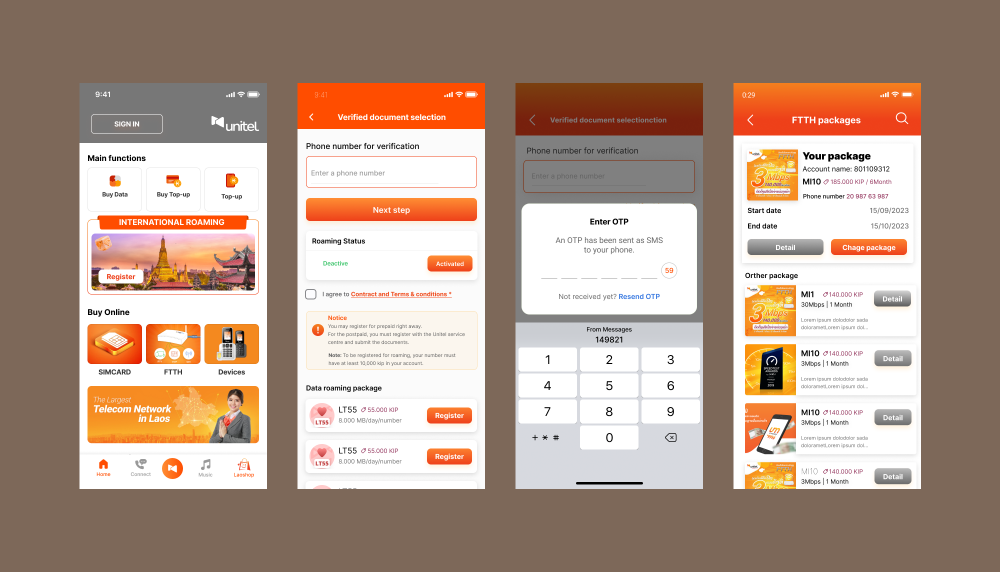 9:41
SIGN IN
unitel
Main functions
Buy Data
Buy Top-up
Top-up
INTERNATIONAL ROAMING
Register
Buy Online
SIMCARD
FTTH
Devices
The Largest
Telecom Network
in Laos
Home
Connect
Music
Laoshop
9:41
Verified document selection
Phone number for verification
Enter a phone number
Next step
Roaming Status
Deactive
Activated
I agree to Contract and Terms & conditions *
Notice
You may register for prepaid right away.
For the postpaid, you must register with the Unitel service
centre and submit the documents.
Note: To be registered for roaming, your number must
have at least 10,000 kip in your account.
Data roaming package
LT55
LT55
55.000 KIP
8.000 MB/day/number
Register
LT55
LT55
55.000 KIP
8.000 MB/day/number
Register
Verified document selectionction
Phone number for verification
Enter a phone number
Enter OTP
An OTP has been sent as SMS
to your phone.
59
Not received yet? Resend OTP
From Messages
149821
1
2
3
4
5
6
7
8
9
+ * #
0
0:29
FTTH packages
3Mbps
Your package
Account name: 801109312
MI10
185.000 KIP / 6Month
Phone number 20 987 63 987
Start date
15/09/2023
End date
15/10/2023
Detail
Chage package
Orther package
3Mbps
MI1
140.000 KIP
30Mbps | 1 Month
Lorem ipsum dolodolor sada
dolorametLorem ipsum dol...
Detail
MI10
140.000 KIP
3Mbps | 1 Month
Lorem ipsum dolodolor sada
dolorametLorem ipsum dol...
Detail
MI10
140.000 KIP
3Mbps | 1 Month
Lorem ipsum dolodolor sada
dolorametLorem ipsum dol...
Detail
3Mbps
MI10
140.000 KIP
3Mbps | 1 Month
Detail